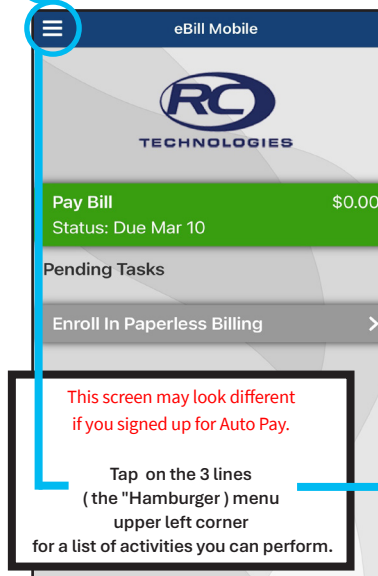 eBill Mobile
RC
TECHNOLOGIES
Pay Bill $0.00
Status: Due Mar 10
Pending Tasks
Enroll In Paperless Billing
This screen may look different
if you signed up for Auto Pay.
Tap on the 3 lines
( the "Hamburger ) menu
upper left corner
for a list of activities you can perform.